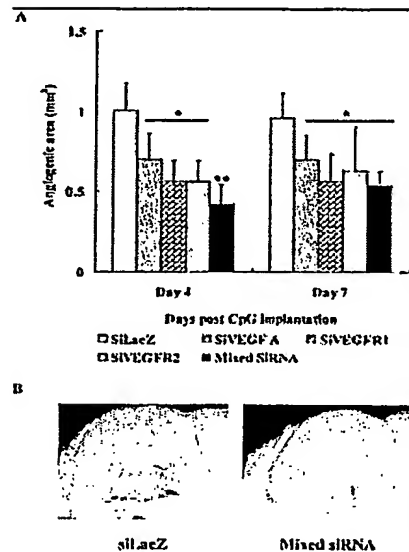 A
1.5
1
0.5
0
Angiogenic area (mm²)
*
*
**
Day 4
Day 7
Days post CpG Implantation
SiLacZ SiVEGFA SiVEGFR1
SiVEGFR2 Mixed SiRNA
B
siLacZ
Mixed siRNA